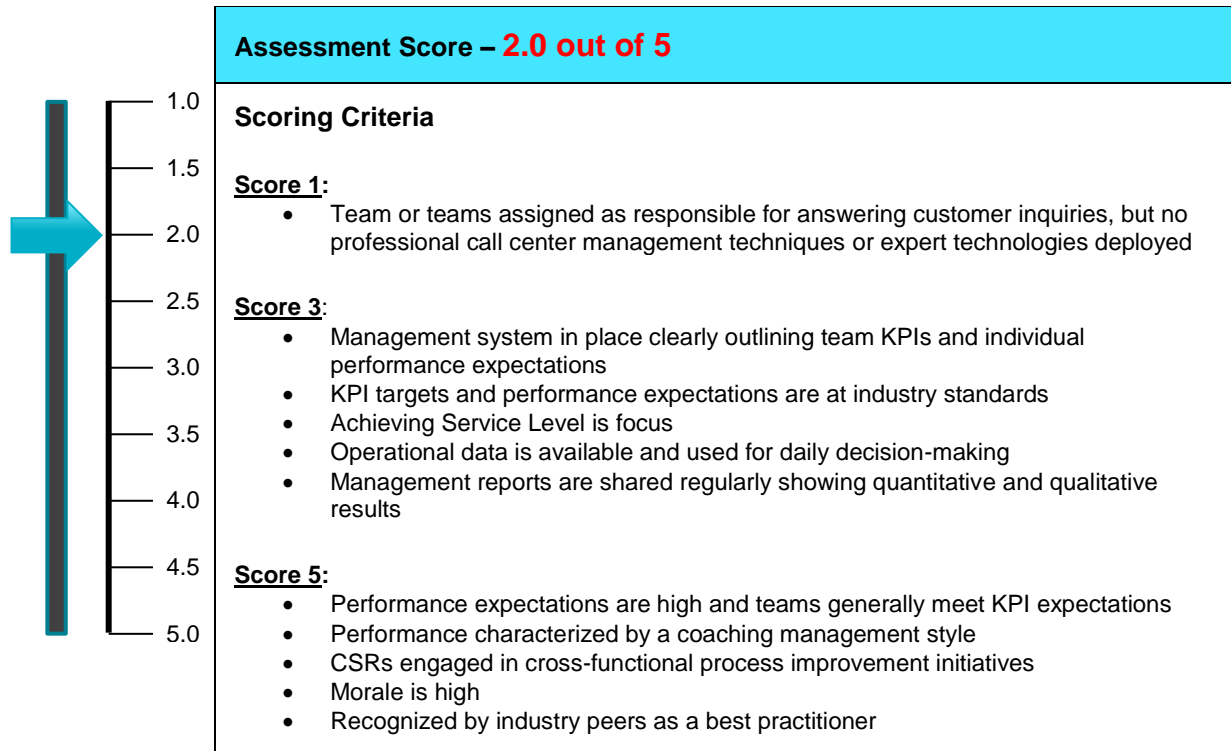 Assessment Score – 2.0 out of 5
1.0
1.5
2.0
2.5
3.0
3.5
4.0
4.5
5.0
Scoring Criteria
Score 1:
• Team or teams assigned as responsible for answering customer inquiries, but no
professional call center management techniques or expert technologies deployed
Score 3:
• Management system in place clearly outlining team KPIs and individual
performance expectations
• KPI targets and performance expectations are at industry standards
• Achieving Service Level is focus
• Operational data is available and used for daily decision-making
• Management reports are shared regularly showing quantitative and qualitative
results
Score 5:
• Performance expectations are high and teams generally meet KPI expectations
• Performance characterized by a coaching management style
• CSRs engaged in cross-functional process improvement initiatives
• Morale is high
• Recognized by industry peers as a best practitioner